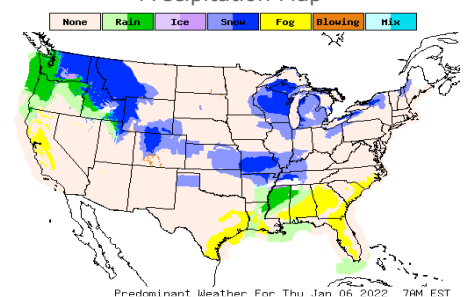 Precipitation Map
None Rain Ice Snow Fog Blowing Mix
Predominant Weather For Thu Jan 06 2022 7AM EST